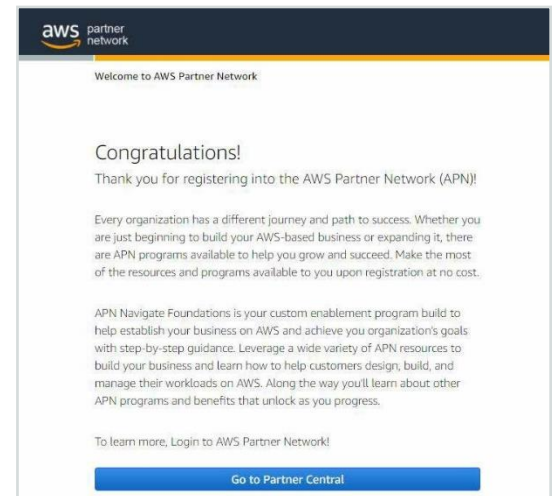 aws partner
network
Welcome to AWS Partner Network
Congratulations!
Thank you for registering into the AWS Partner Network (APN)!
Every organization has a different journey and path to success. Whether you
are just beginning to build your AWS-based business or expanding it, there
are APN programs available to help you grow and succeed. Make the most
of the resources and programs available to you upon registration at no cost.
APN Navigate Foundations is your custom enablement program build to
help establish your business on AWS and achieve you organization's goals
with step-by-step guidance. Leverage a wide variety of APN resources to
build your business and learn how to help customers design, build, and
manage their workloads on AWS. Along the way you'll learn about other
APN programs and benefits that unlock as you progress.
To learn more, Login to AWS Partner Network!
Go to Partner Central